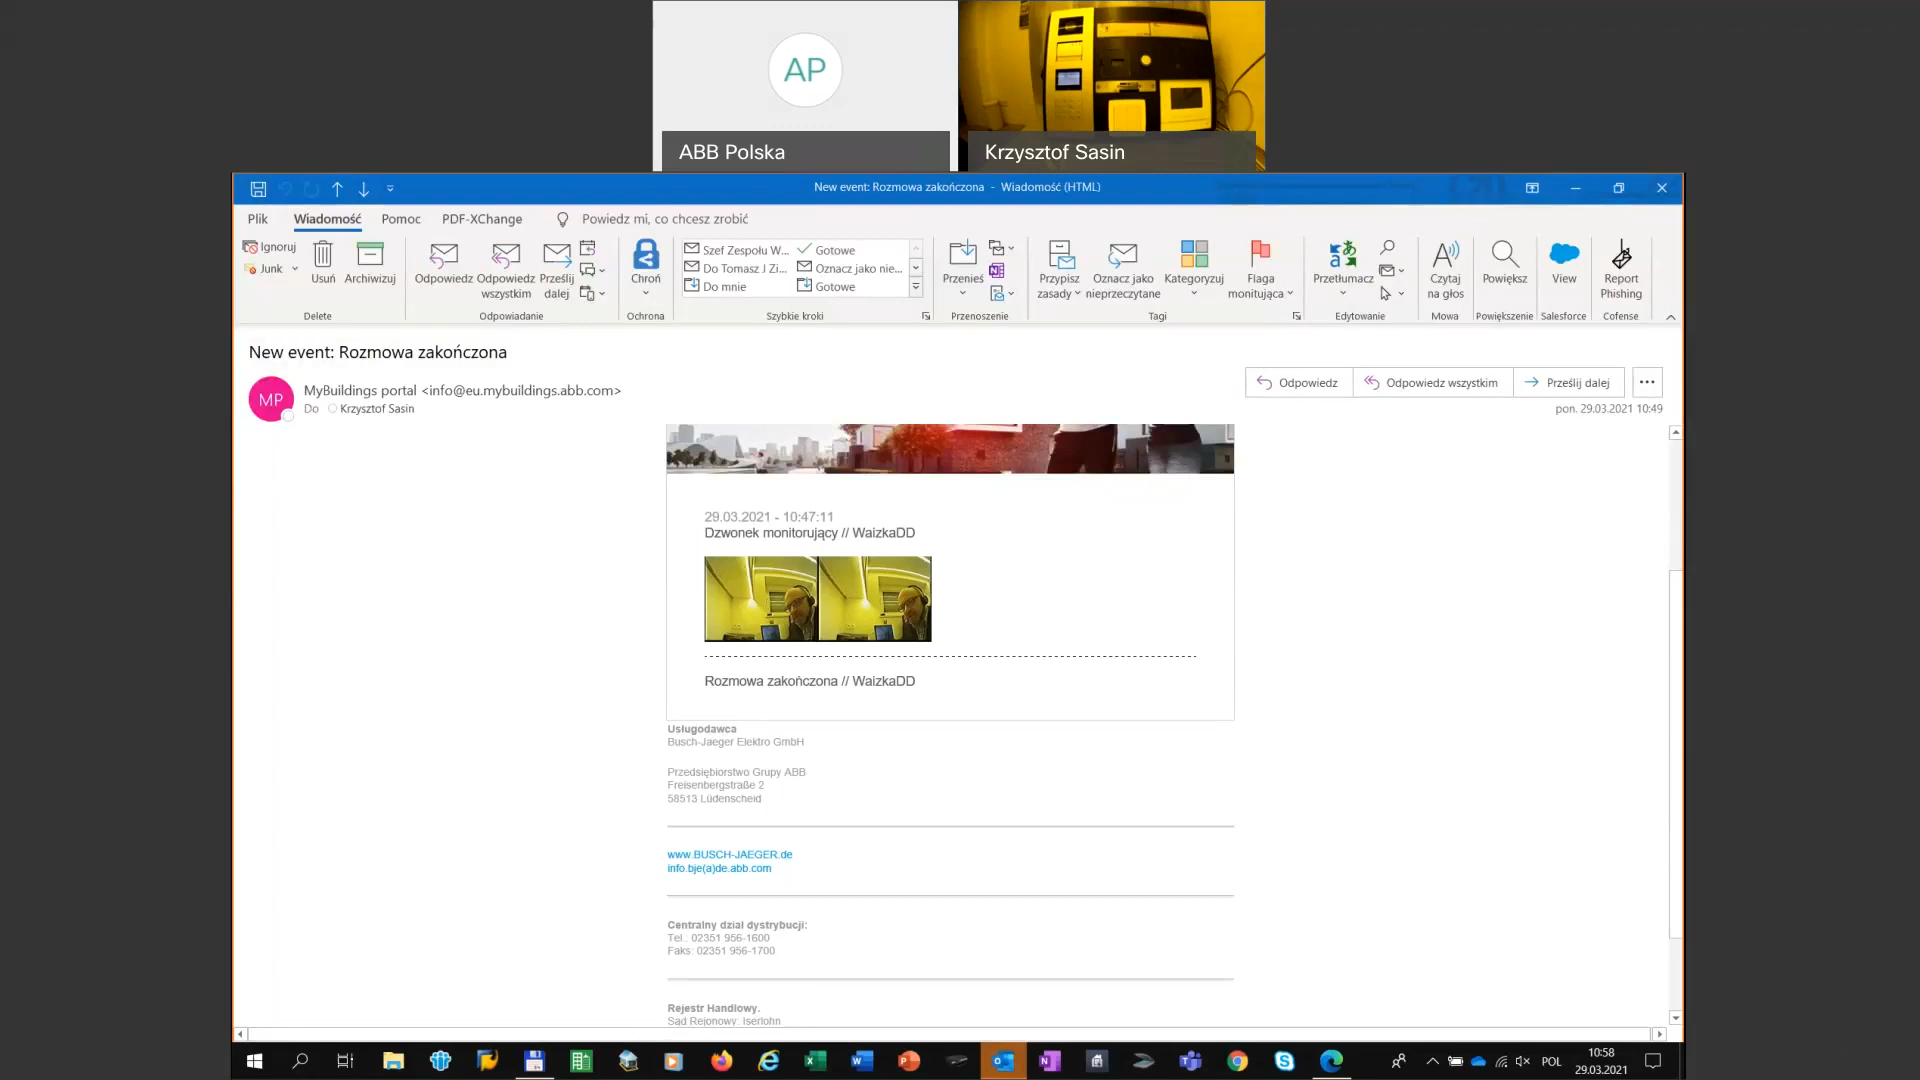 AP
ABB Polska
Krzysztof Sasin
New event: Rozmowa zakończona - Wiadomość (HTML)
Plik Wiadomość Pomoc PDF-XChange Powiedz mi, co chcesz zrobić
Ignoruj
Junk
Usuń
Archiwizuj
Delete
Odpowiedz
Odpowiedz wszystkim
Prześlij dalej
Odpowiadanie
Chroń
Ochrona
Szef Zespołu W...
Do Tomasz J Zi...
Do mnie
Gotowe
Oznacz jako nie...
Gotowe
Szybkie kroki
Przenieś
Przenoszenie
Przypisz zasady
Oznacz jako nieprzeczytane
Kategoryzuj
Flaga monitująca
Tagi
Przetłumacz
Edytowanie
Czytaj na głos
Mowa
Powiększ
Powiększenie
View
Salesforce
Report Phishing
Cofense
New event: Rozmowa zakończona
MP
MyBuildings portal <info@eu.mybuildings.abb.com>
Do Krzysztof Sasin
Odpowiedz
Odpowiedz wszystkim
Prześlij dalej
pon. 29.03.2021 10:49
29.03.2021 - 10:47:11
Dzwonek monitorujący // WaizkaDD
Rozmowa zakończona // WaizkaDD
Usługodawca
Busch-Jaeger Elektro GmbH
Przedsiębiorstwo Grupy ABB
Freisenbergstraße 2
58513 Lüdenscheid
www.BUSCH-JAEGER.de
info.bje(a)de.abb.com
Centralny dział dystrybucji:
Tel.: 02351 956-1600
Faks: 02351 956-1700
Rejestr Handlowy.
Sąd Rejonowy: Iserlohn
POL
10:58
29.03.2021